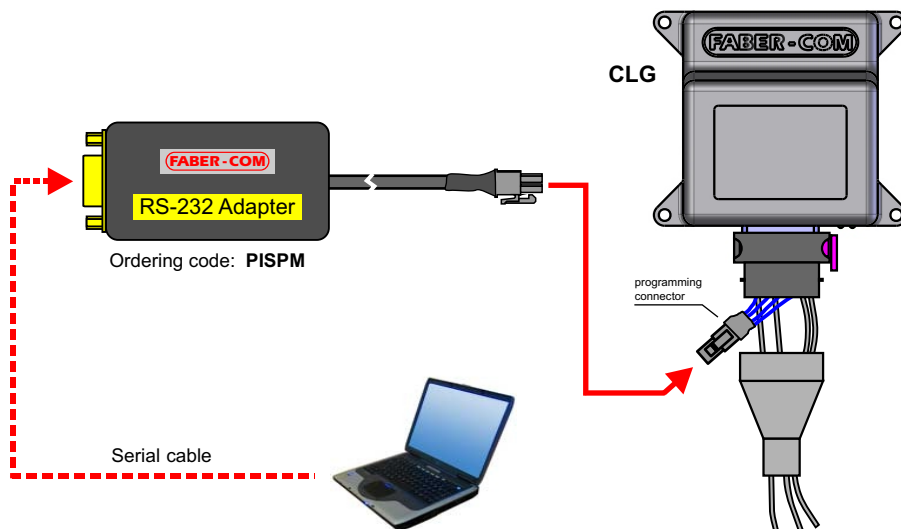 FABER-COM
CLG
FABER-COM
RS-232 Adapter
Ordering code: PISPM
programming
connector
Serial cable